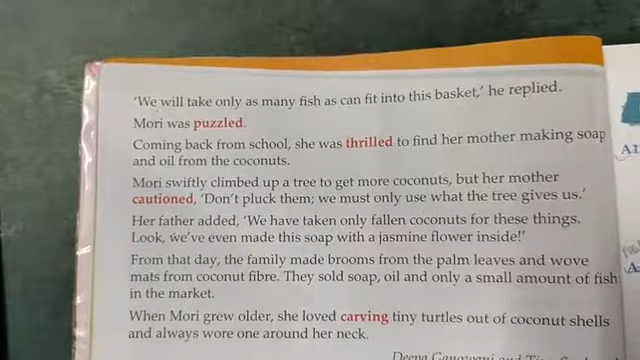 'We will take only as many fish as can fit into this basket,' he replied.
Mori was puzzled.
Coming back from school, she was thrilled to find her mother making soap
and oil from the coconuts.
Mori swiftly climbed up a tree to get more coconuts, but her mother
cautioned, 'Don't pluck them; we must only use what the tree gives us.'
Her father added, 'We have taken only fallen coconuts for these things.
Look, we've even made this soap with a jasmine flower inside!'
From that day, the family made brooms from the palm leaves and wove
mats from coconut fibre. They sold soap, oil and only a small amount of fish
in the market.
When Mori grew older, she loved carving tiny turtles out of coconut shells
and always wore one around her neck.